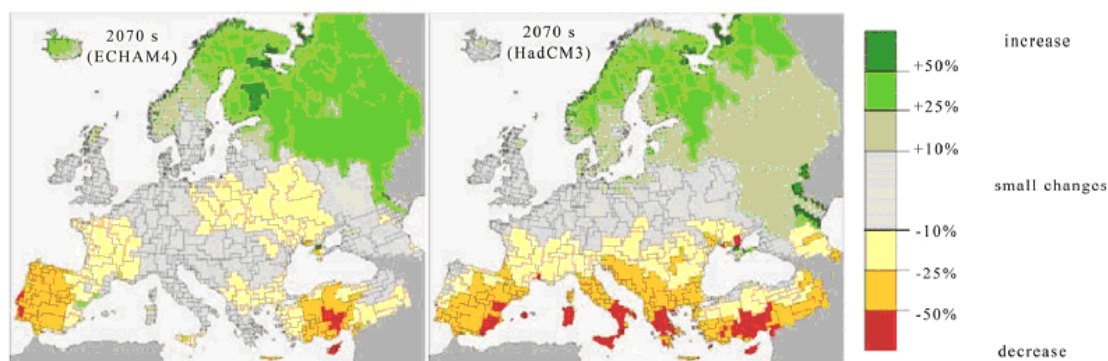 2070 s
(ECHAM4)
2070 s
(HadCM3)
increase
+50%
+25%
+10%
small changes
-10%
-25%
-50%
decrease